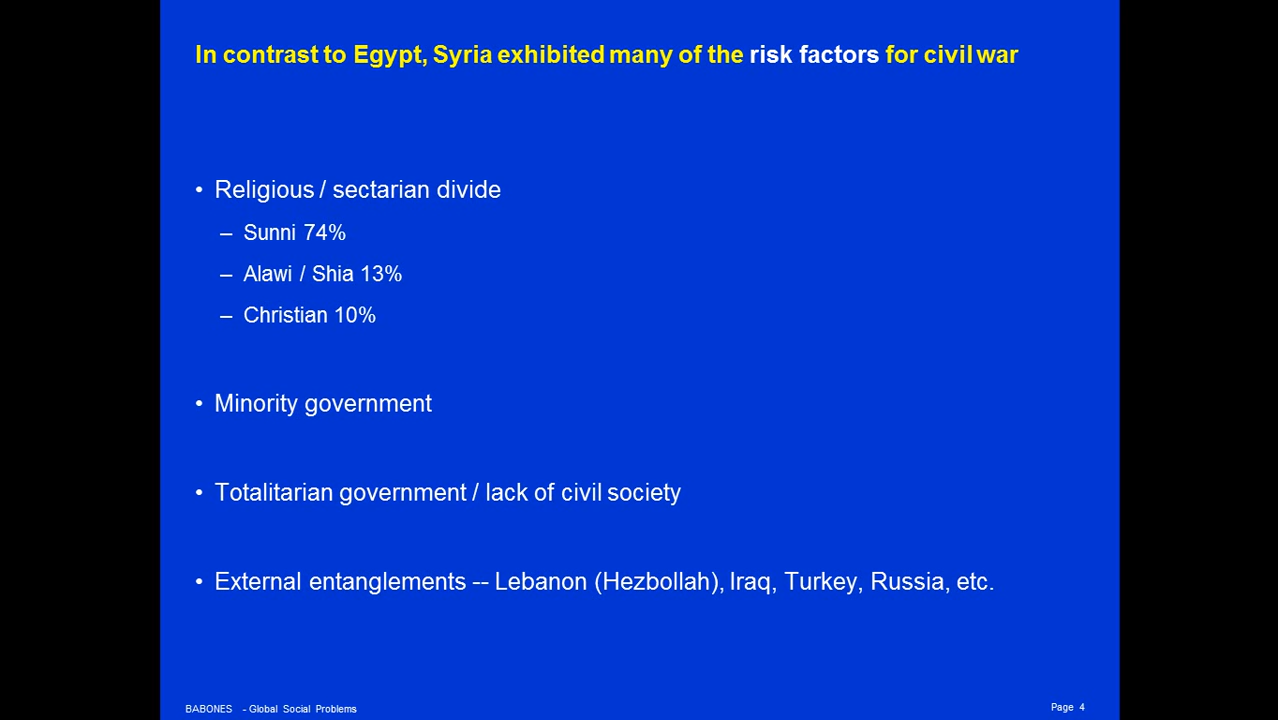 In contrast to Egypt, Syria exhibited many of the risk factors for civil war
• Religious / sectarian divide
– Sunni 74%
– Alawi / Shia 13%
– Christian 10%
• Minority government
• Totalitarian government / lack of civil society
• External entanglements -- Lebanon (Hezbollah), Iraq, Turkey, Russia, etc.
BABONES - Global Social Problems
Page 4